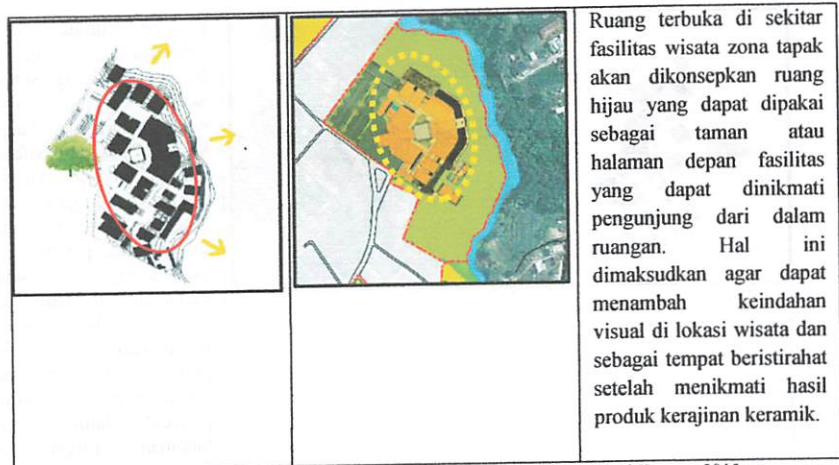 Ruang terbuka di sekitar
fasilitas wisata zona tapak
akan dikonsepkan ruang
hijau yang dapat dipakai
sebagai taman atau
halaman depan fasilitas
yang dapat dinikmati
pengunjung dari dalam
ruangan. Hal ini
dimaksudkan agar dapat
menambah keindahan
visual di lokasi wisata dan
sebagai tempat beristirahat
setelah menikmati hasil
produk kerajinan keramik.